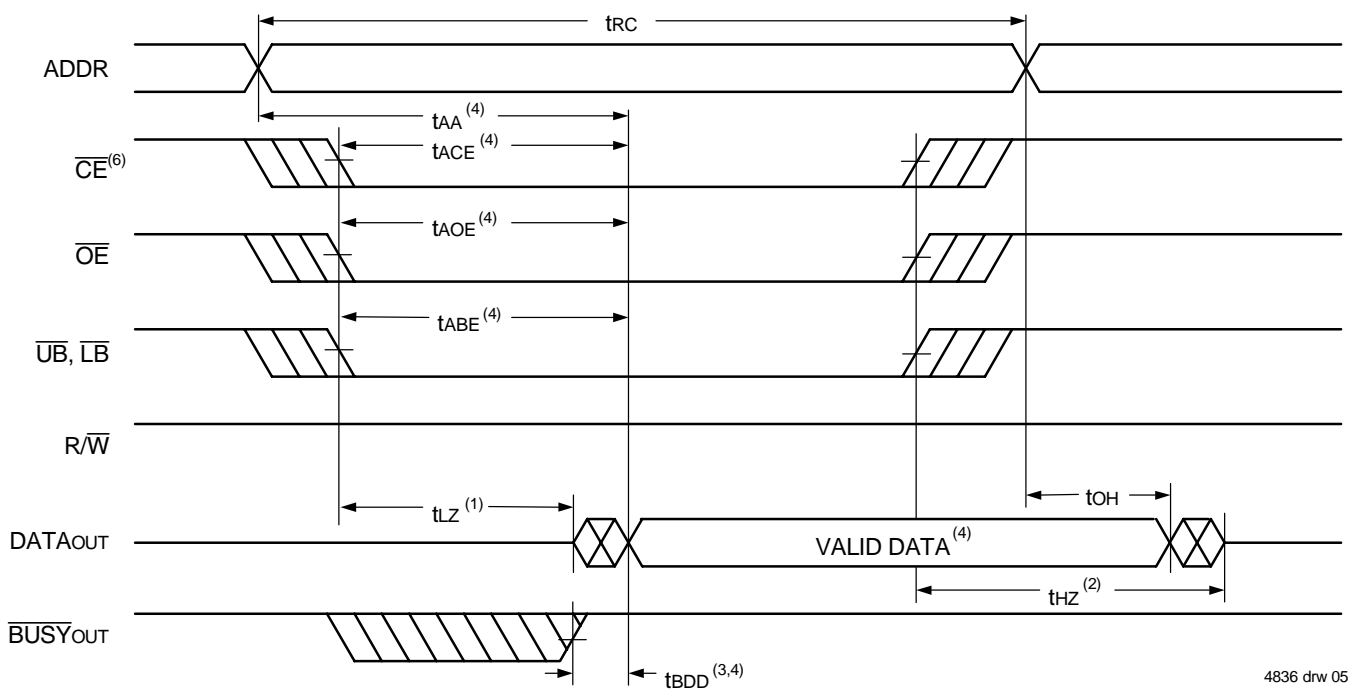 tRC
ADDR
tAA (4)
tACE (4)
CE(6)
tAOE (4)
OE
tABE (4)
UB, LB
R/W
tLZ (1)
tOH
DATAOUT
VALID DATA(4)
tHZ (2)
BUSYOUT
tBDD (3,4)
4836 drw 05